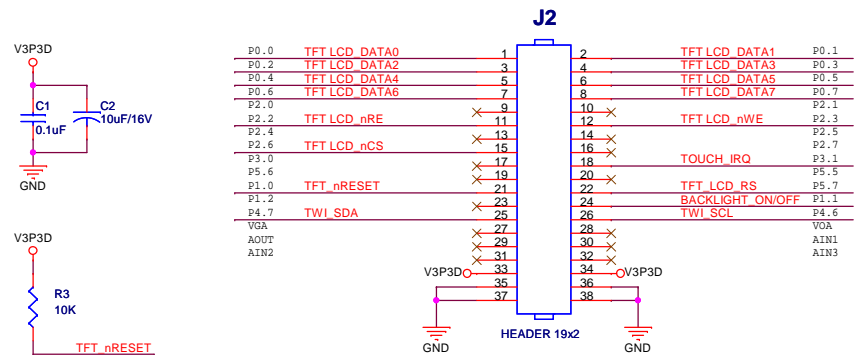 J2
V3P3D
C1
0.1uF
C2
10uF/16V
GND
V3P3D
R3
10K
TFT_nRESET
P0.0 TFT LCD_DATA0 1 2 TFT LCD_DATA1 P0.1
P0.2 TFT LCD_DATA2 3 4 TFT LCD_DATA3 P0.3
P0.4 TFT LCD_DATA4 5 6 TFT LCD_DATA5 P0.5
P0.6 TFT LCD_DATA6 7 8 TFT LCD_DATA7 P0.7
P2.0 9 10 P2.1
P2.2 TFT LCD_nRE 11 12 TFT LCD_nWE P2.3
P2.4 13 14 P2.5
P2.6 TFT LCD_nCS 15 16 P2.7
P3.0 17 18 TOUCH_IRQ P3.1
P5.6 19 20 P5.5
P1.0 TFT_nRESET 21 22 TFT_LCD_RS P5.7
P1.2 23 24 BACKLIGHT_ON/OFF P1.1
P4.7 TWI_SDA 25 26 TWI_SCL P4.6
VGA 27 28 VOA
AOUT 29 30 AIN1
AIN2 31 32 AIN3
V3P3D 33 34 V3P3D
35 36
37 38
HEADER 19x2
GND GND